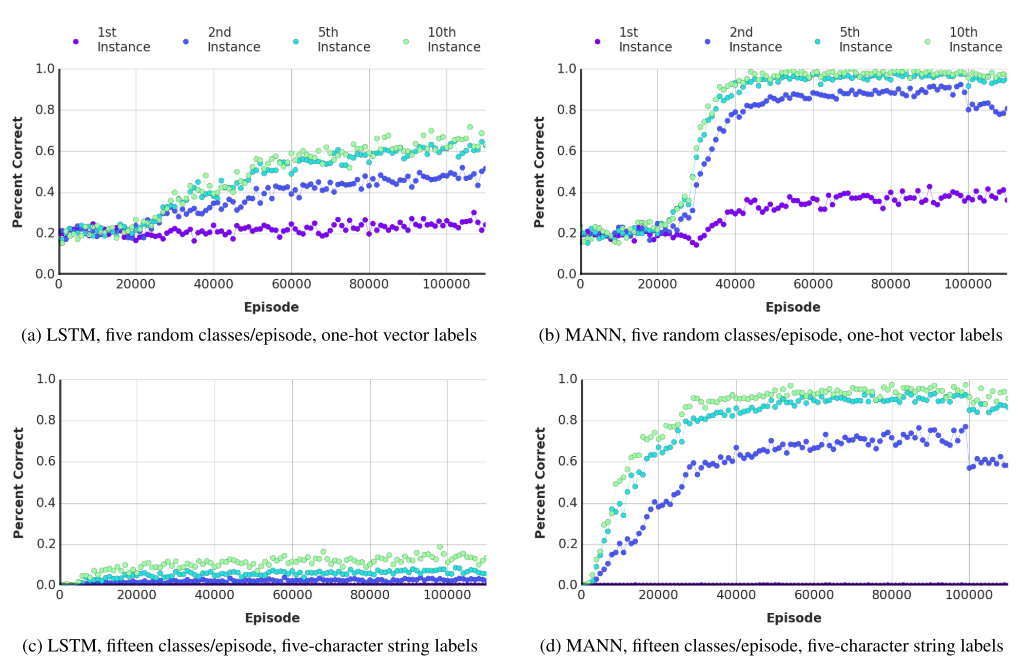 1st Instance 2nd Instance 5th Instance 10th Instance
1st Instance 2nd Instance 5th Instance 10th Instance
Percent Correct
1.0
0.8
0.6
0.4
0.2
0.0
0 20000 40000 60000 80000 100000
Episode
(a) LSTM, five random classes/episode, one-hot vector labels
Percent Correct
1.0
0.8
0.6
0.4
0.2
0.0
0 20000 40000 60000 80000 100000
Episode
(b) MANN, five random classes/episode, one-hot vector labels
Percent Correct
1.0
0.8
0.6
0.4
0.2
0.0
0 20000 40000 60000 80000 100000
Episode
(c) LSTM, fifteen classes/episode, five-character string labels
Percent Correct
1.0
0.8
0.6
0.4
0.2
0.0
0 20000 40000 60000 80000 100000
Episode
(d) MANN, fifteen classes/episode, five-character string labels